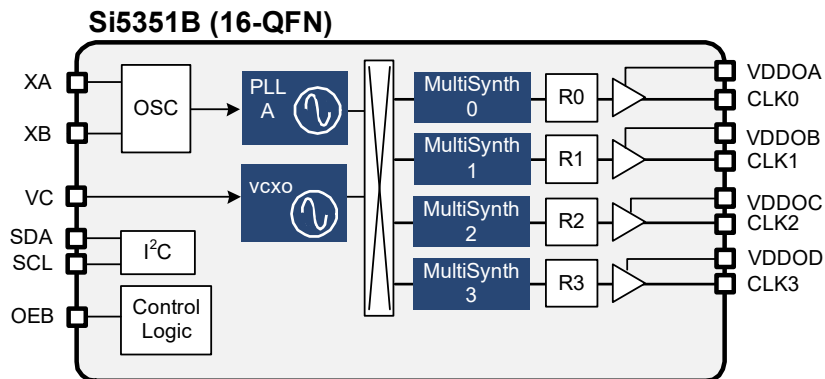 Si5351B (16-QFN)
XA
XB
VC
SDA
SCL
OEB
OSC
I²C
Control
Logic
PLL
A
vcxo
MultiSynth
0
MultiSynth
1
MultiSynth
2
MultiSynth
3
R0
R1
R2
R3
VDDOA
CLK0
VDDOB
CLK1
VDDOC
CLK2
VDDOD
CLK3